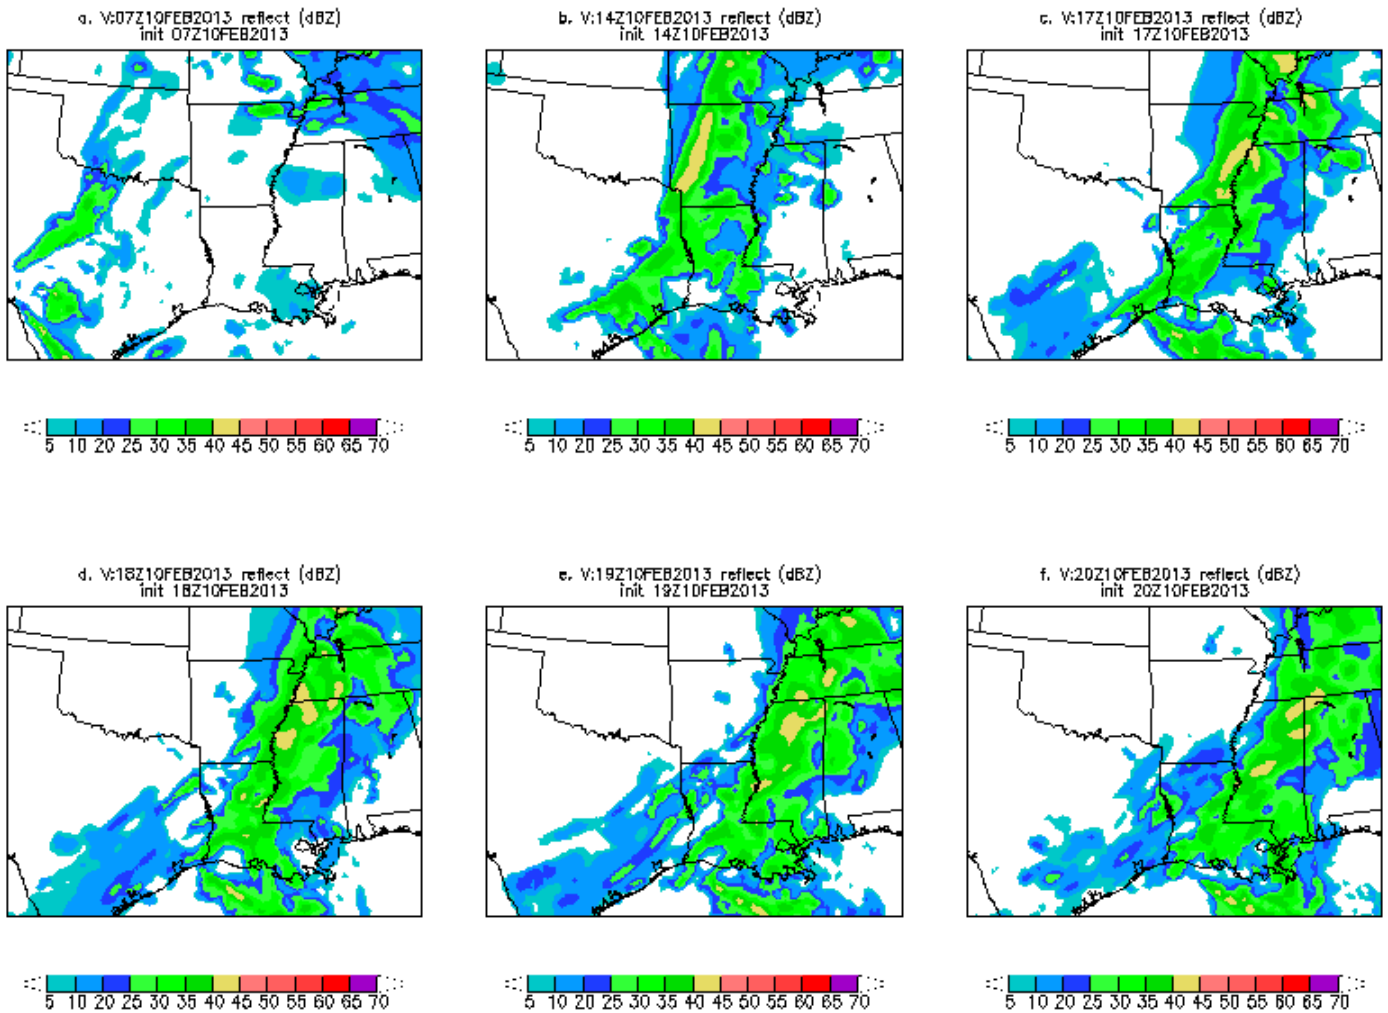 a. V:07Z10FEB2013 reflect (dBZ)
init 07Z10FEB2013
b. V:14Z10FEB2013 reflect (dBZ)
init 14Z10FEB2013
c. V:17Z10FEB2013 reflect (dBZ)
init 17Z10FEB2013
5 10 20 25 30 35 40 45 50 55 60 65 70
5 10 20 25 30 35 40 45 50 55 60 65 70
5 10 20 25 30 35 40 45 50 55 60 65 70
d. V:18Z10FEB2013 reflect (dBZ)
init 18Z10FEB2013
e. V:19Z10FEB2013 reflect (dBZ)
init 19Z10FEB2013
f. V:20Z10FEB2013 reflect (dBZ)
init 20Z10FEB2013
5 10 20 25 30 35 40 45 50 55 60 65 70
5 10 20 25 30 35 40 45 50 55 60 65 70
5 10 20 25 30 35 40 45 50 55 60 65 70